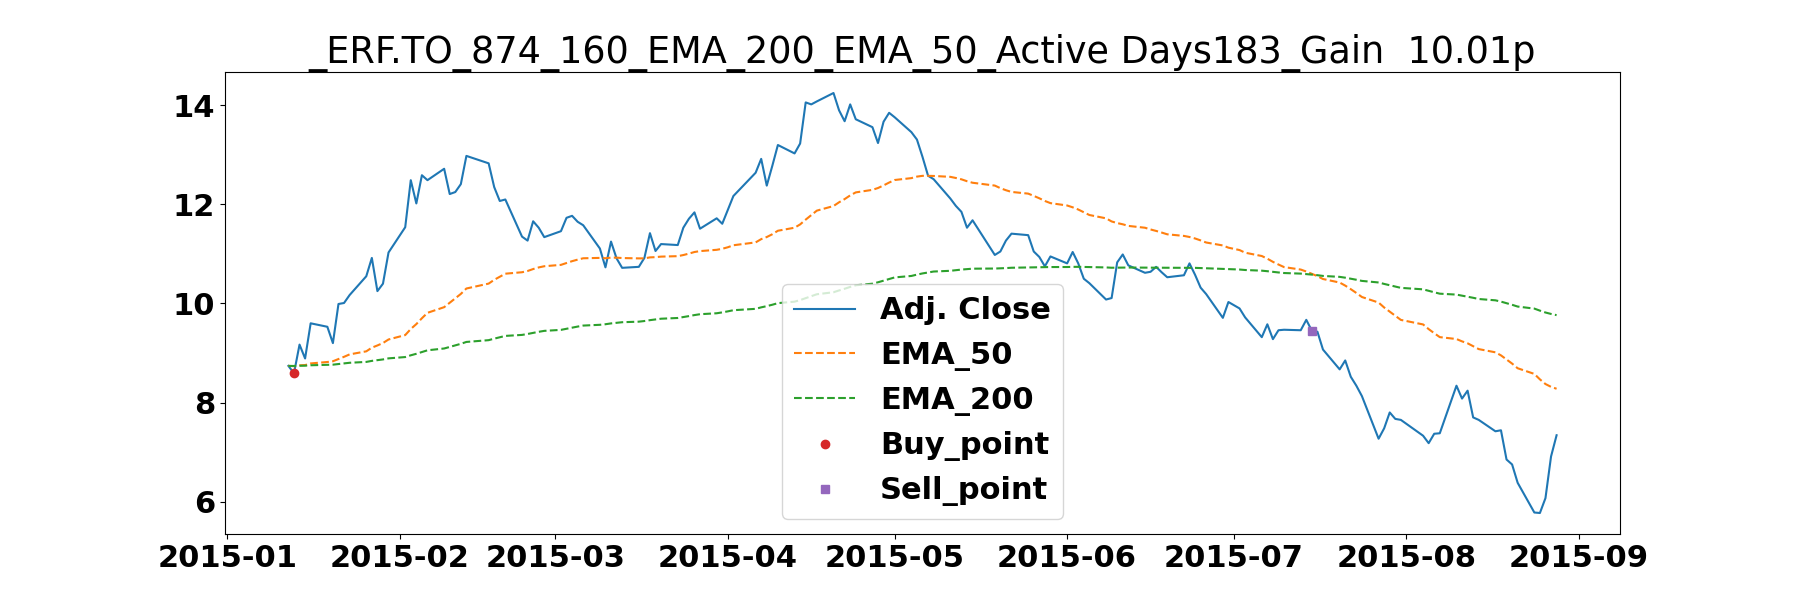 _ERF.TO_874_160_EMA_200_EMA_50_Active Days183_Gain  10.01p
14
12
10
8
6
Adj. Close
EMA_50
EMA_200
Buy_point
Sell_point
2015-01 2015-02 2015-03 2015-04 2015-05 2015-06 2015-07 2015-08 2015-09